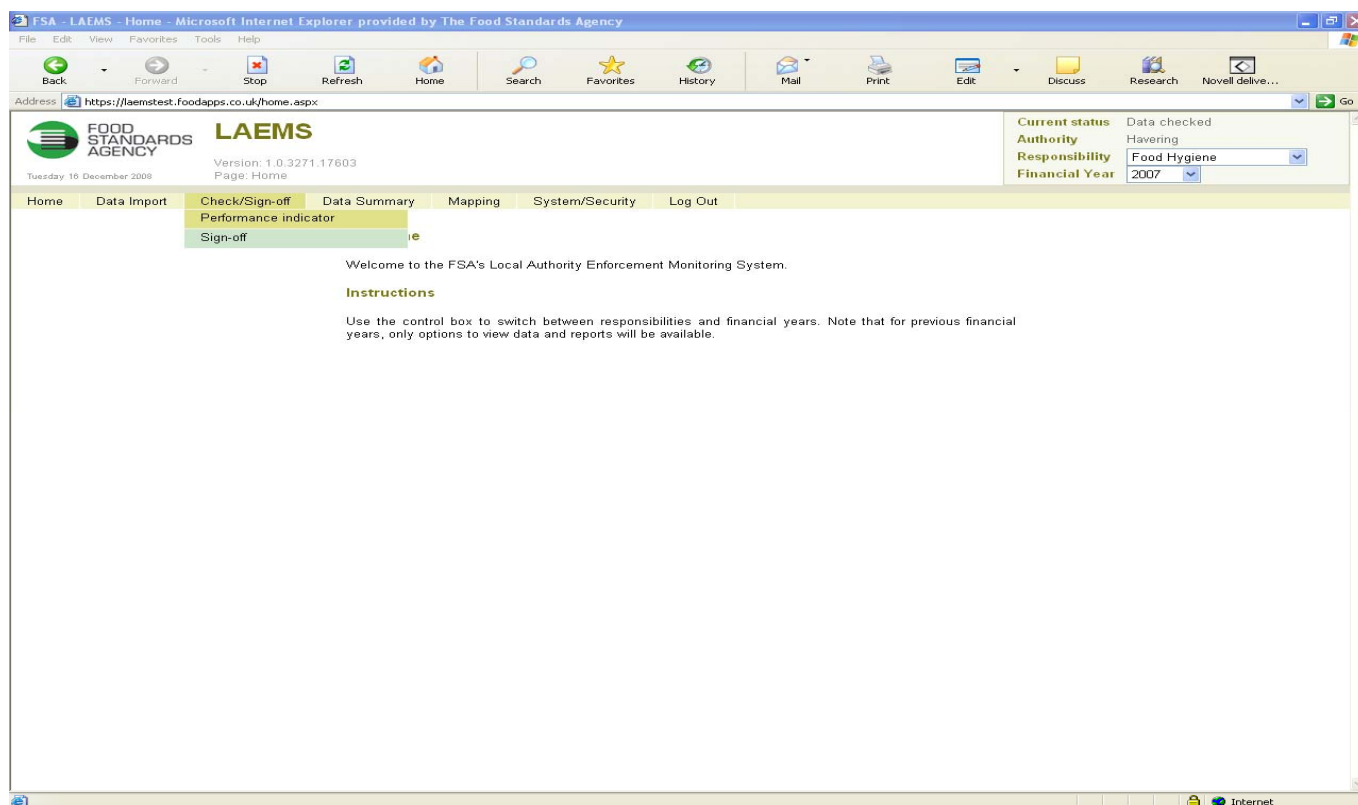 FSA - LAEMS - Home - Microsoft Internet Explorer provided by The Food Standards Agency
File Edit View Favorites Tools Help
Back Forward Stop Refresh Home Search Favorites History Mail Print Edit Discuss Research Novell delive...
Address https://laemstest.foodapps.co.uk/home.aspx Go
FOOD
STANDARDS
AGENCY
Tuesday 16 December 2008
LAEMS
Version: 1.0.3271.17603
Page: Home
Current status Data checked
Authority Havering
Responsibility Food Hygiene
Financial Year 2007
Home Data Import Check/Sign-off Data Summary Mapping System/Security Log Out
Performance indicator
Sign-off
Welcome to the FSA's Local Authority Enforcement Monitoring System.
Instructions
Use the control box to switch between responsibilities and financial years. Note that for previous financial
years, only options to view data and reports will be available.
Internet